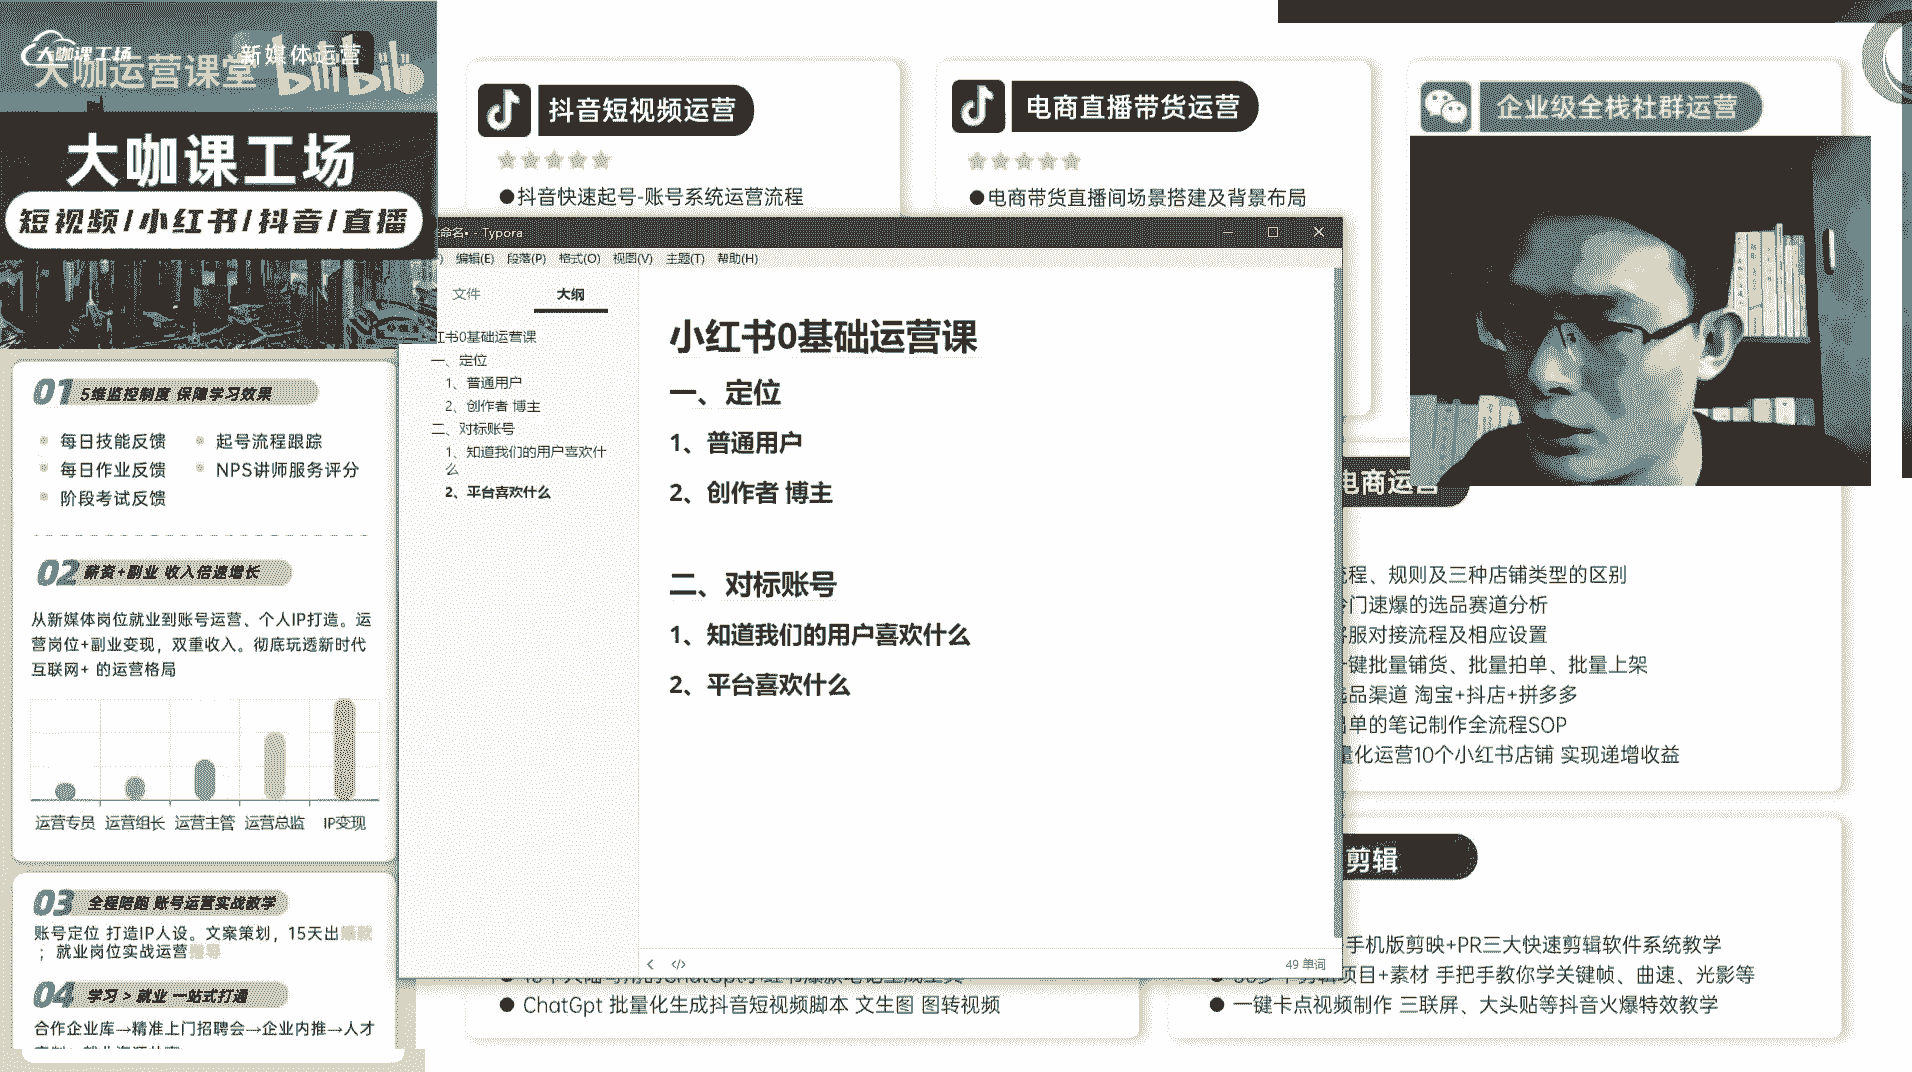 大咖课工场
新媒体运营
大咖运营课堂 bilibili
大咖课工场
短视频/小红书/抖音/直播
01 5维监控制度 保障学习效果
每日技能反馈
起号流程跟踪
每日作业反馈
NPS讲师服务评分
阶段考试反馈
02 薪资+副业 收入倍速增长
从新媒体岗位就业到账号运营、个人IP打造。运
营岗位+副业变现，双重收入。彻底玩透新时代
互联网+ 的运营格局
运营专员 运营组长 运营主管 运营总监 IP变现
03 全程陪跑 账号运营实战教学
账号定位 打造IP人设。文案策划，15天出爆款
；就业岗位实战运营指导
04 学习 > 就业 一站式打通
合作企业库→精准上门招聘会→企业内推→人才
抖音短视频运营
●抖音快速起号-账号系统运营流程
电商直播带货运营
●电商带货直播间场景搭建及背景布局
企业级全栈社群运营
命名• - Typora
编辑(E) 段落(P) 格式(O) 视图(V) 主题(T) 帮助(H)
文件 大纲
红书0基础运营课
一、定位
1、普通用户
2、创作者 博主
二、对标账号
1、知道我们的用户喜欢什
么
2、平台喜欢什么
小红书0基础运营课
一、定位
1、普通用户
2、创作者 博主
二、对标账号
1、知道我们的用户喜欢什么
2、平台喜欢什么
49 单词
电商运营
流程、规则及三种店铺类型的区别
冷门速爆的选品赛道分析
客服对接流程及相应设置
一键批量铺货、批量拍单、批量上架
选品渠道 淘宝+抖店+拼多多
出单的笔记制作全流程SOP
量化运营10个小红书店铺 实现递增收益
剪辑
手机版剪映+PR三大快速剪辑软件系统教学
项目+素材 手把手教你学关键帧、曲速、光影等
● 一键卡点视频制作 三联屏、大头贴等抖音火爆特效教学
● ChatGpt 批量化生成抖音短视频脚本 文生图 图转视频